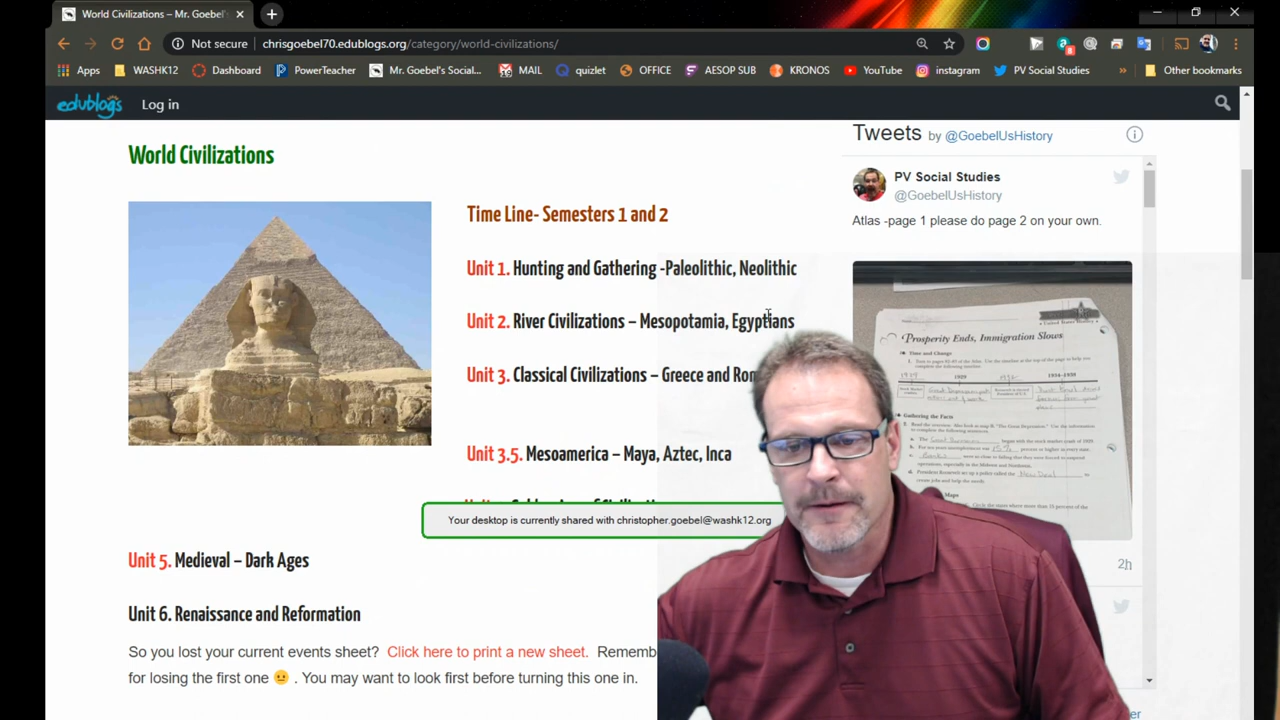 World Civilizations – Mr. Goebel's
Not secure
chrisgoebel70.edublogs.org/category/world-civilizations/
Apps
WASHK12
Dashboard
PowerTeacher
Mr. Goebel's Social...
MAIL
quizlet
OFFICE
AESOP SUB
KRONOS
YouTube
instagram
PV Social Studies
»
Other bookmarks
edublogs
Log in
World Civilizations
Time Line- Semesters 1 and 2
Unit 1. Hunting and Gathering -Paleolithic, Neolithic
Unit 2. River Civilizations – Mesopotamia, Egyptians
Unit 3. Classical Civilizations – Greece and
Unit 3.5. Mesoamerica – Maya, Aztec, Inca
Your desktop is currently shared with christopher.goebel@washk12.org
Unit 5. Medieval – Dark Ages
Unit 6. Renaissance and Reformation
So you lost your current events sheet? Click here to print a new sheet.
for losing the first one . You may want to look first before turning this one in.
Tweets by @GoebelUsHistory
PV Social Studies
@GoebelUsHistory
Atlas -page 1 please do page 2 on your own.
Prosperity Ends, Immigration Slows
Time and Change
1929
Gathering the Facts
2h